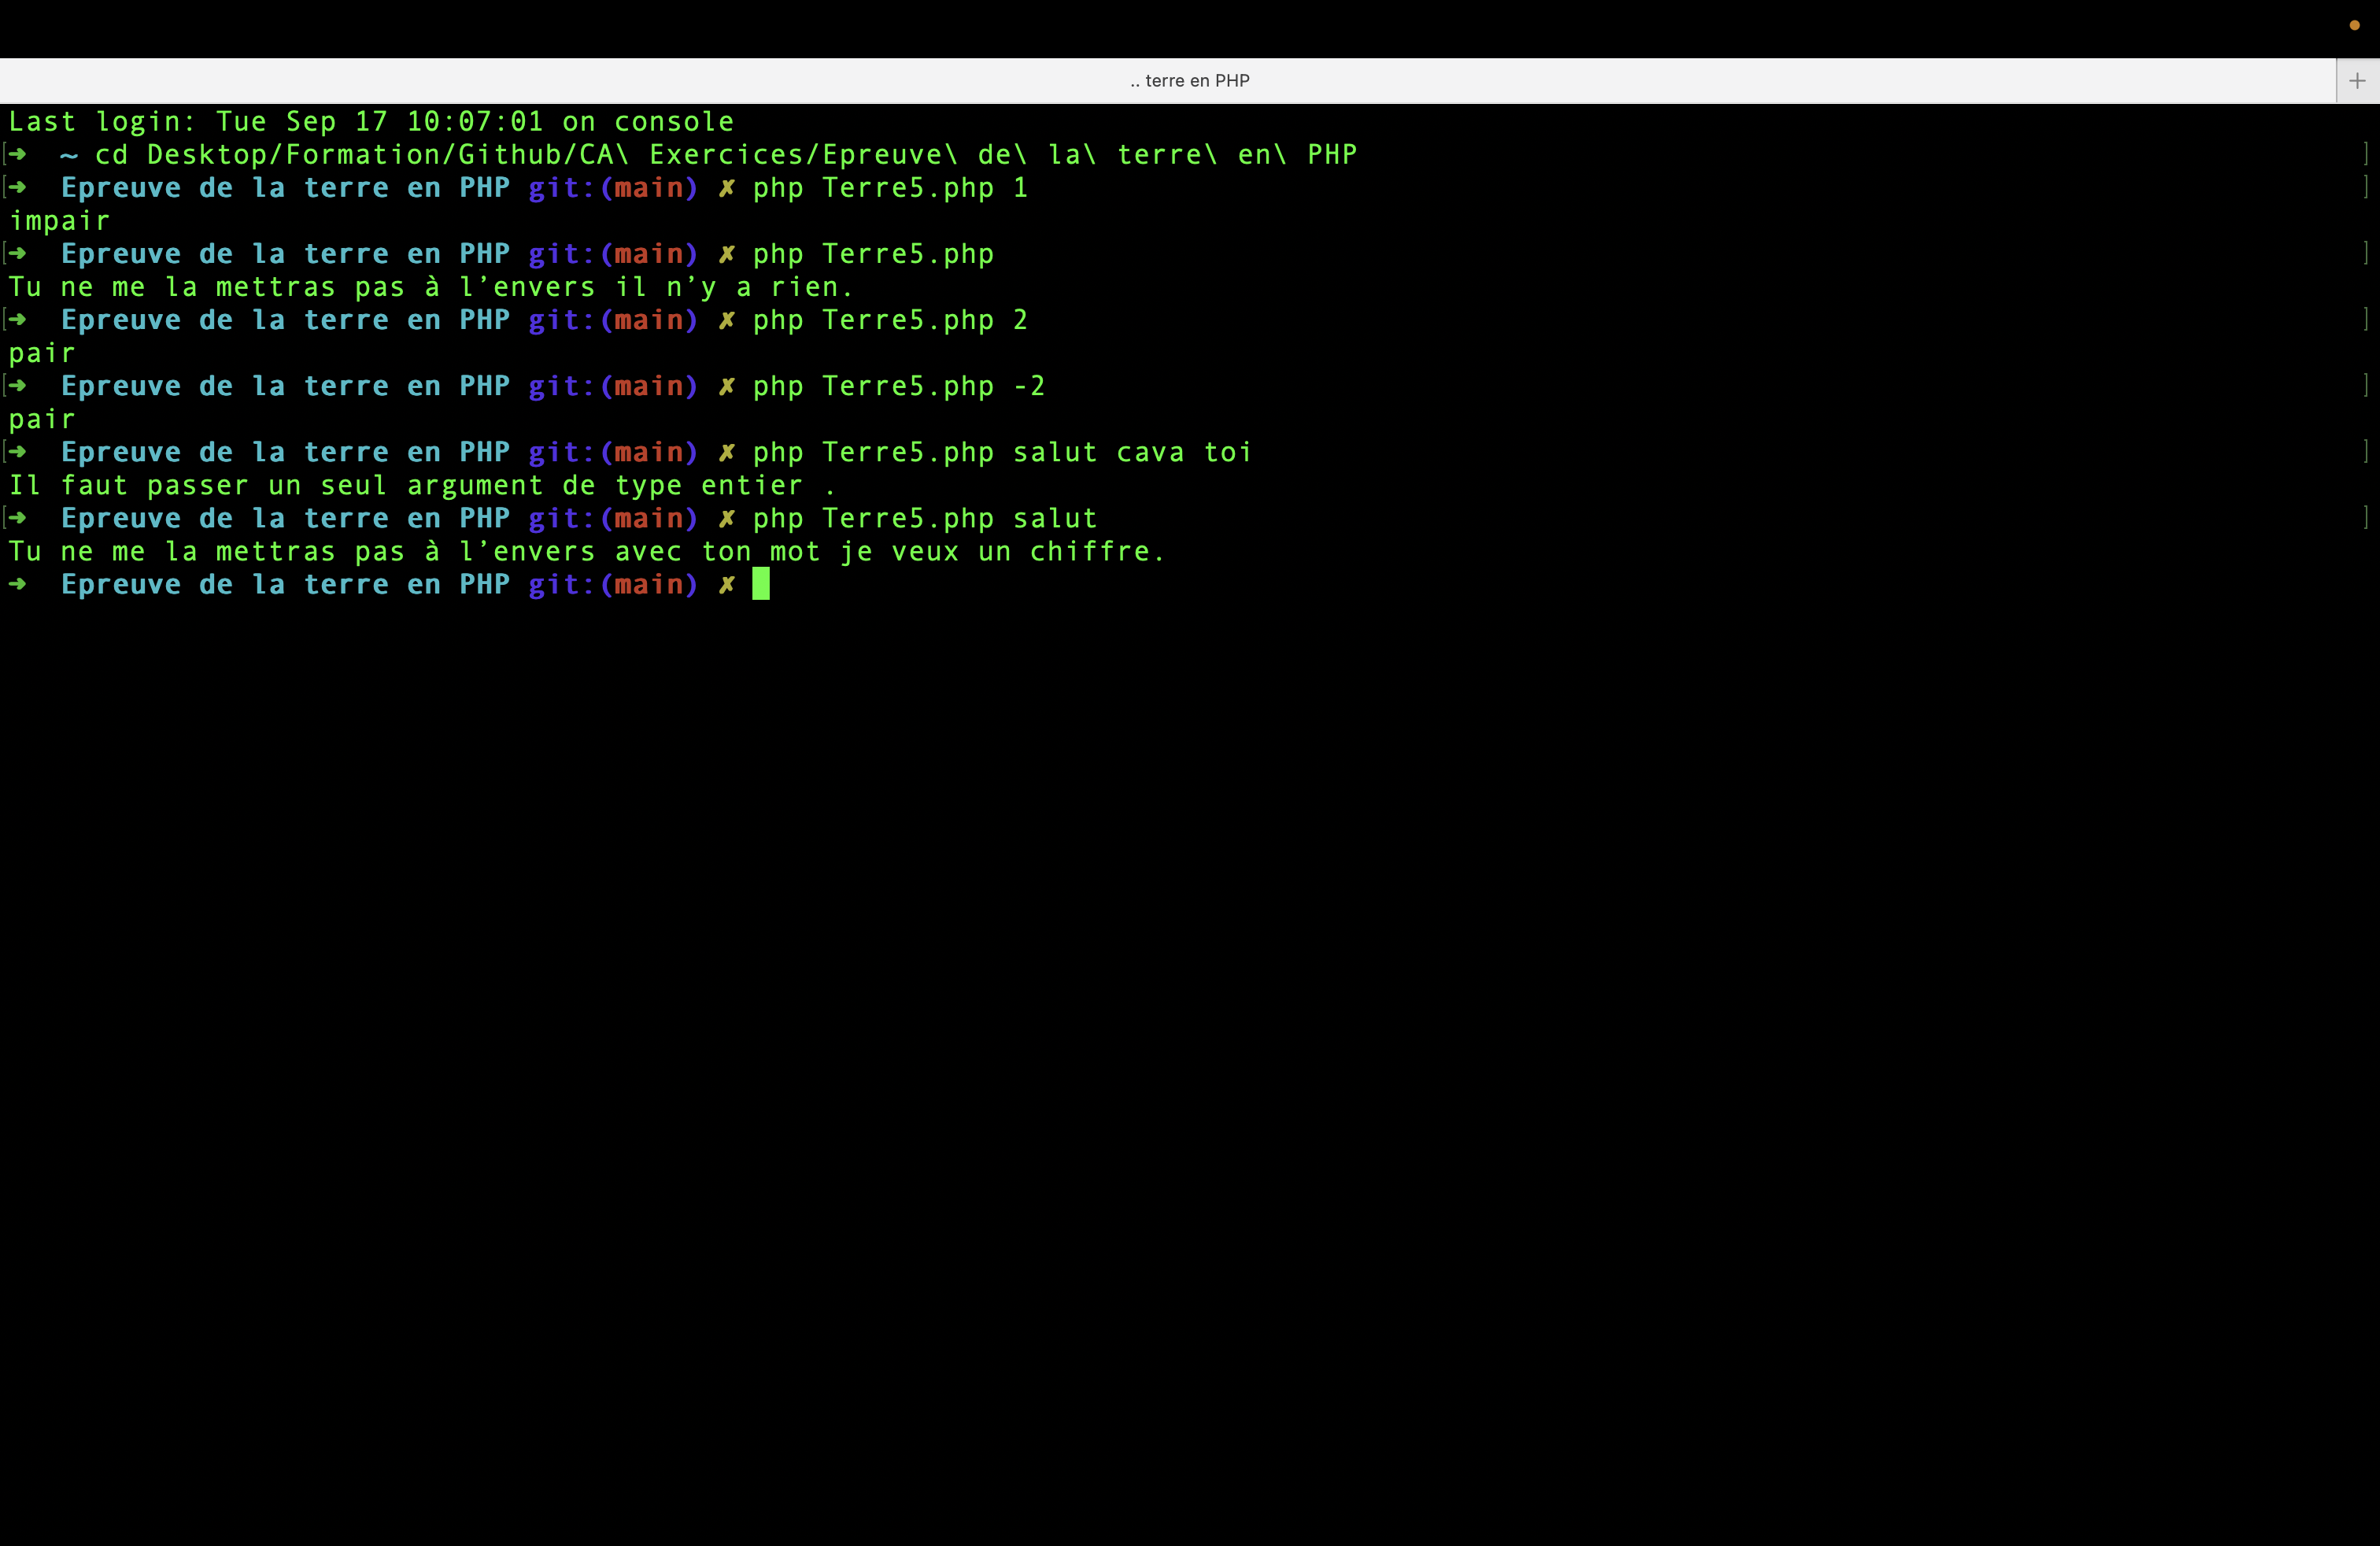 .. terre en PHP
Last login: Tue Sep 17 10:07:01 on console
[➜  ~ cd Desktop/Formation/Github/CA\ Exercices/Epreuve\ de\ la\ terre\ en\ PHP ]
[➜  Epreuve de la terre en PHP git:(main) ✗ php Terre5.php 1 ]
impair
[➜  Epreuve de la terre en PHP git:(main) ✗ php Terre5.php ]
Tu ne me la mettras pas à l’envers il n’y a rien.
[➜  Epreuve de la terre en PHP git:(main) ✗ php Terre5.php 2 ]
pair
[➜  Epreuve de la terre en PHP git:(main) ✗ php Terre5.php -2 ]
pair
[➜  Epreuve de la terre en PHP git:(main) ✗ php Terre5.php salut cava toi ]
Il faut passer un seul argument de type entier .
[➜  Epreuve de la terre en PHP git:(main) ✗ php Terre5.php salut ]
Tu ne me la mettras pas à l’envers avec ton mot je veux un chiffre.
➜  Epreuve de la terre en PHP git:(main) ✗